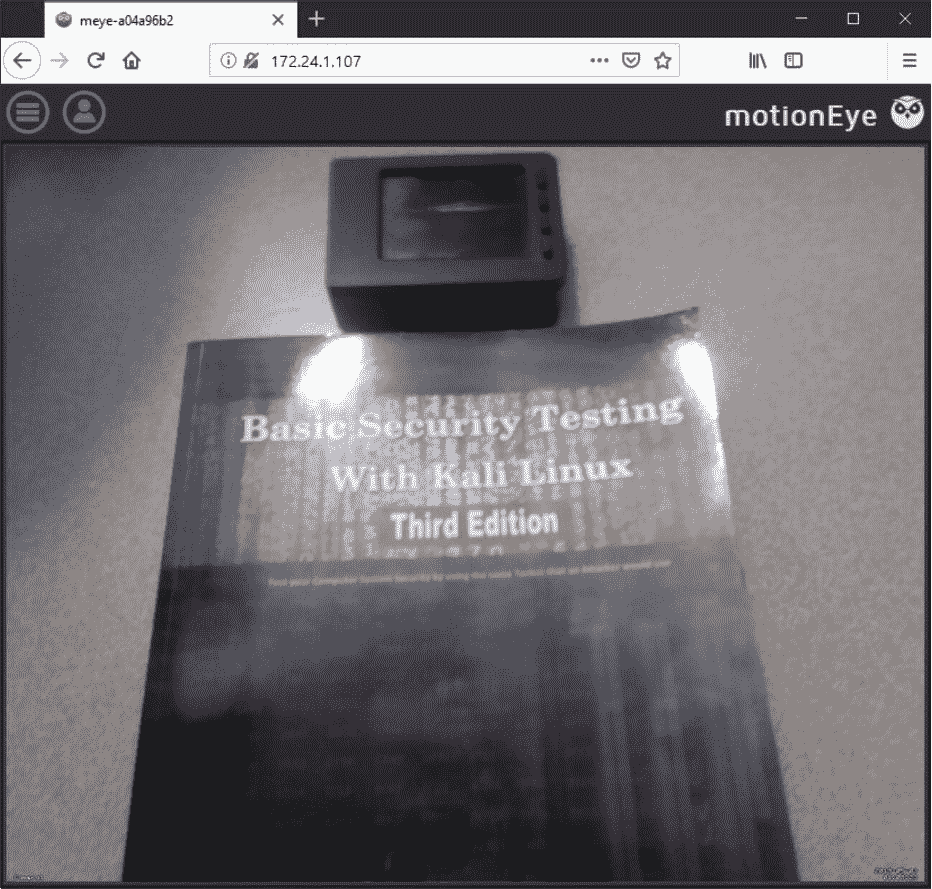 meye-a04a96b2
172.24.1.107
motionEye
Basic Security Testing
With Kali Linux
Third Edition